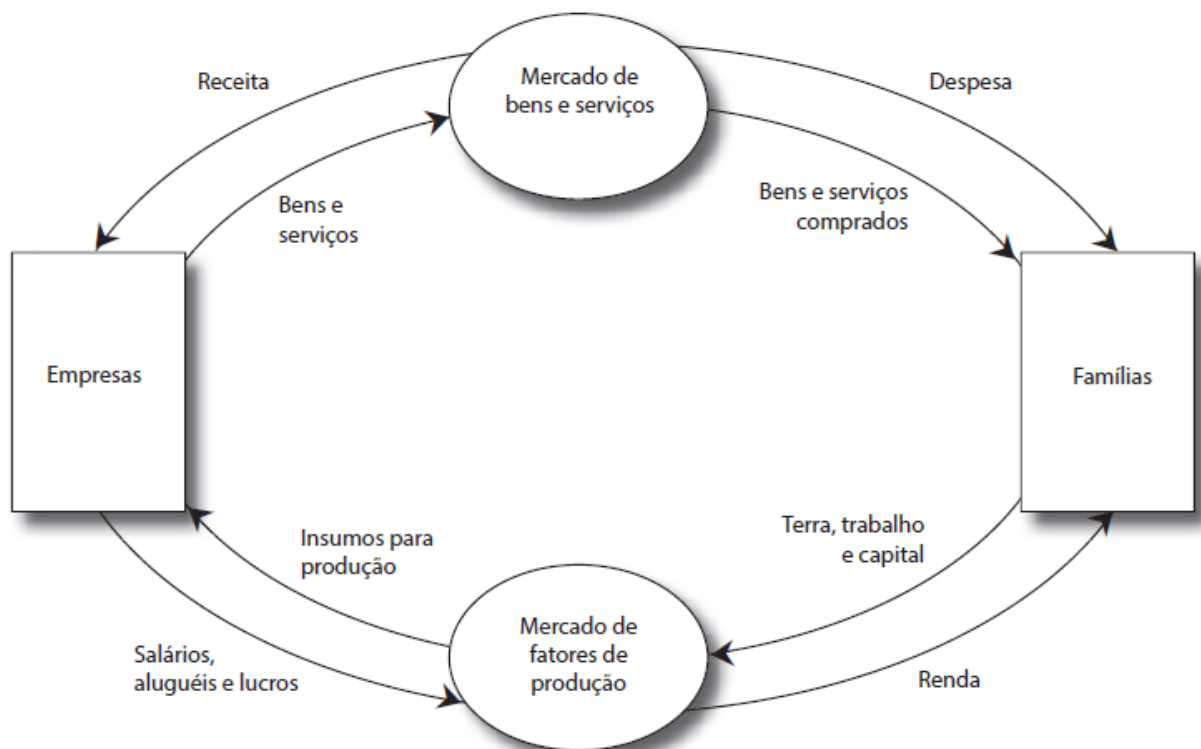 Mercado de
bens e serviços
Receita
Despesa
Bens e
serviços
Bens e serviços
comprados
Empresas
Famílias
Insumos para
produção
Terra, trabalho
e capital
Mercado de
fatores de
produção
Salários,
aluguéis e lucros
Renda